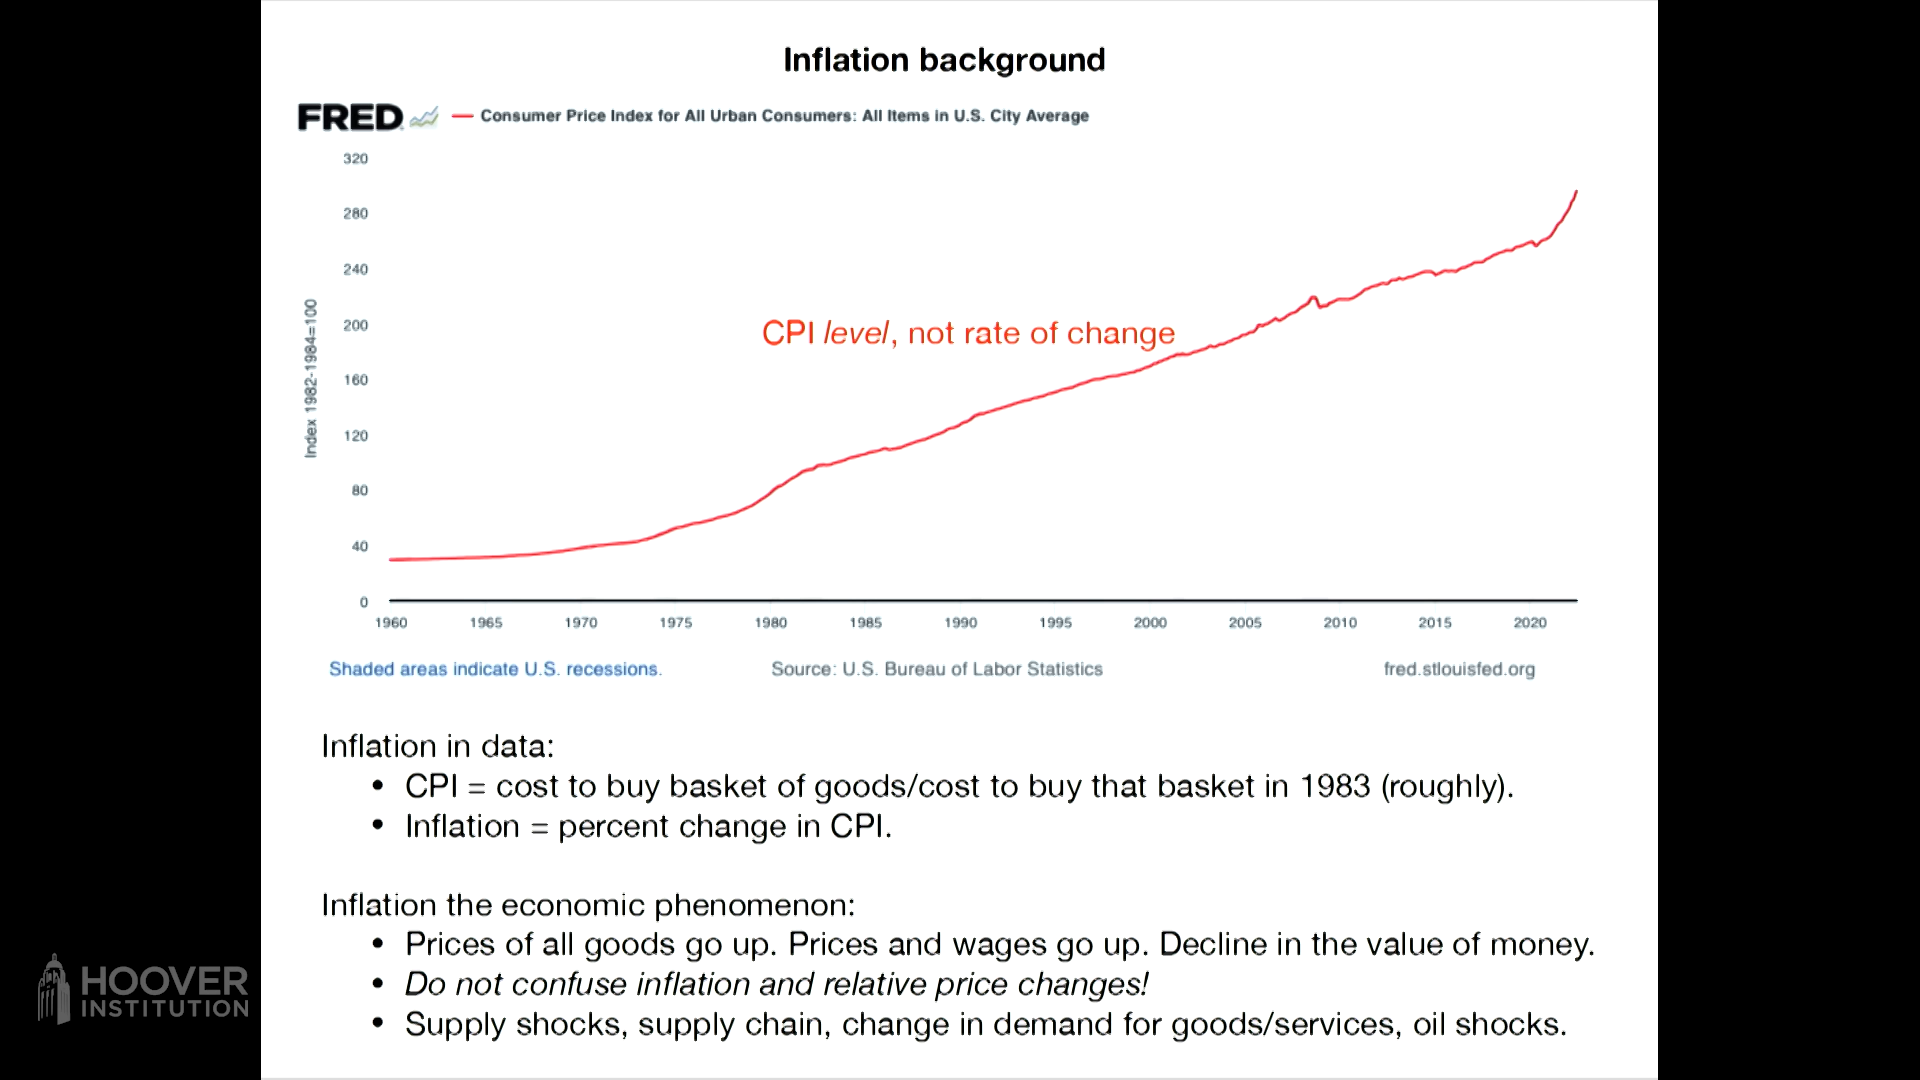 Inflation background
FRED
Consumer Price Index for All Urban Consumers: All Items in U.S. City Average
320
280
240
200
160
120
80
40
0
Index 1982-1984=100
CPI level, not rate of change
1960 1965 1970 1975 1980 1985 1990 1995 2000 2005 2010 2015 2020
Shaded areas indicate U.S. recessions. Source: U.S. Bureau of Labor Statistics fred.stlouisfed.org
Inflation in data:
• CPI = cost to buy basket of goods/cost to buy that basket in 1983 (roughly).
• Inflation = percent change in CPI.
Inflation the economic phenomenon:
• Prices of all goods go up. Prices and wages go up. Decline in the value of money.
• Do not confuse inflation and relative price changes!
• Supply shocks, supply chain, change in demand for goods/services, oil shocks.
HOOVER
INSTITUTION